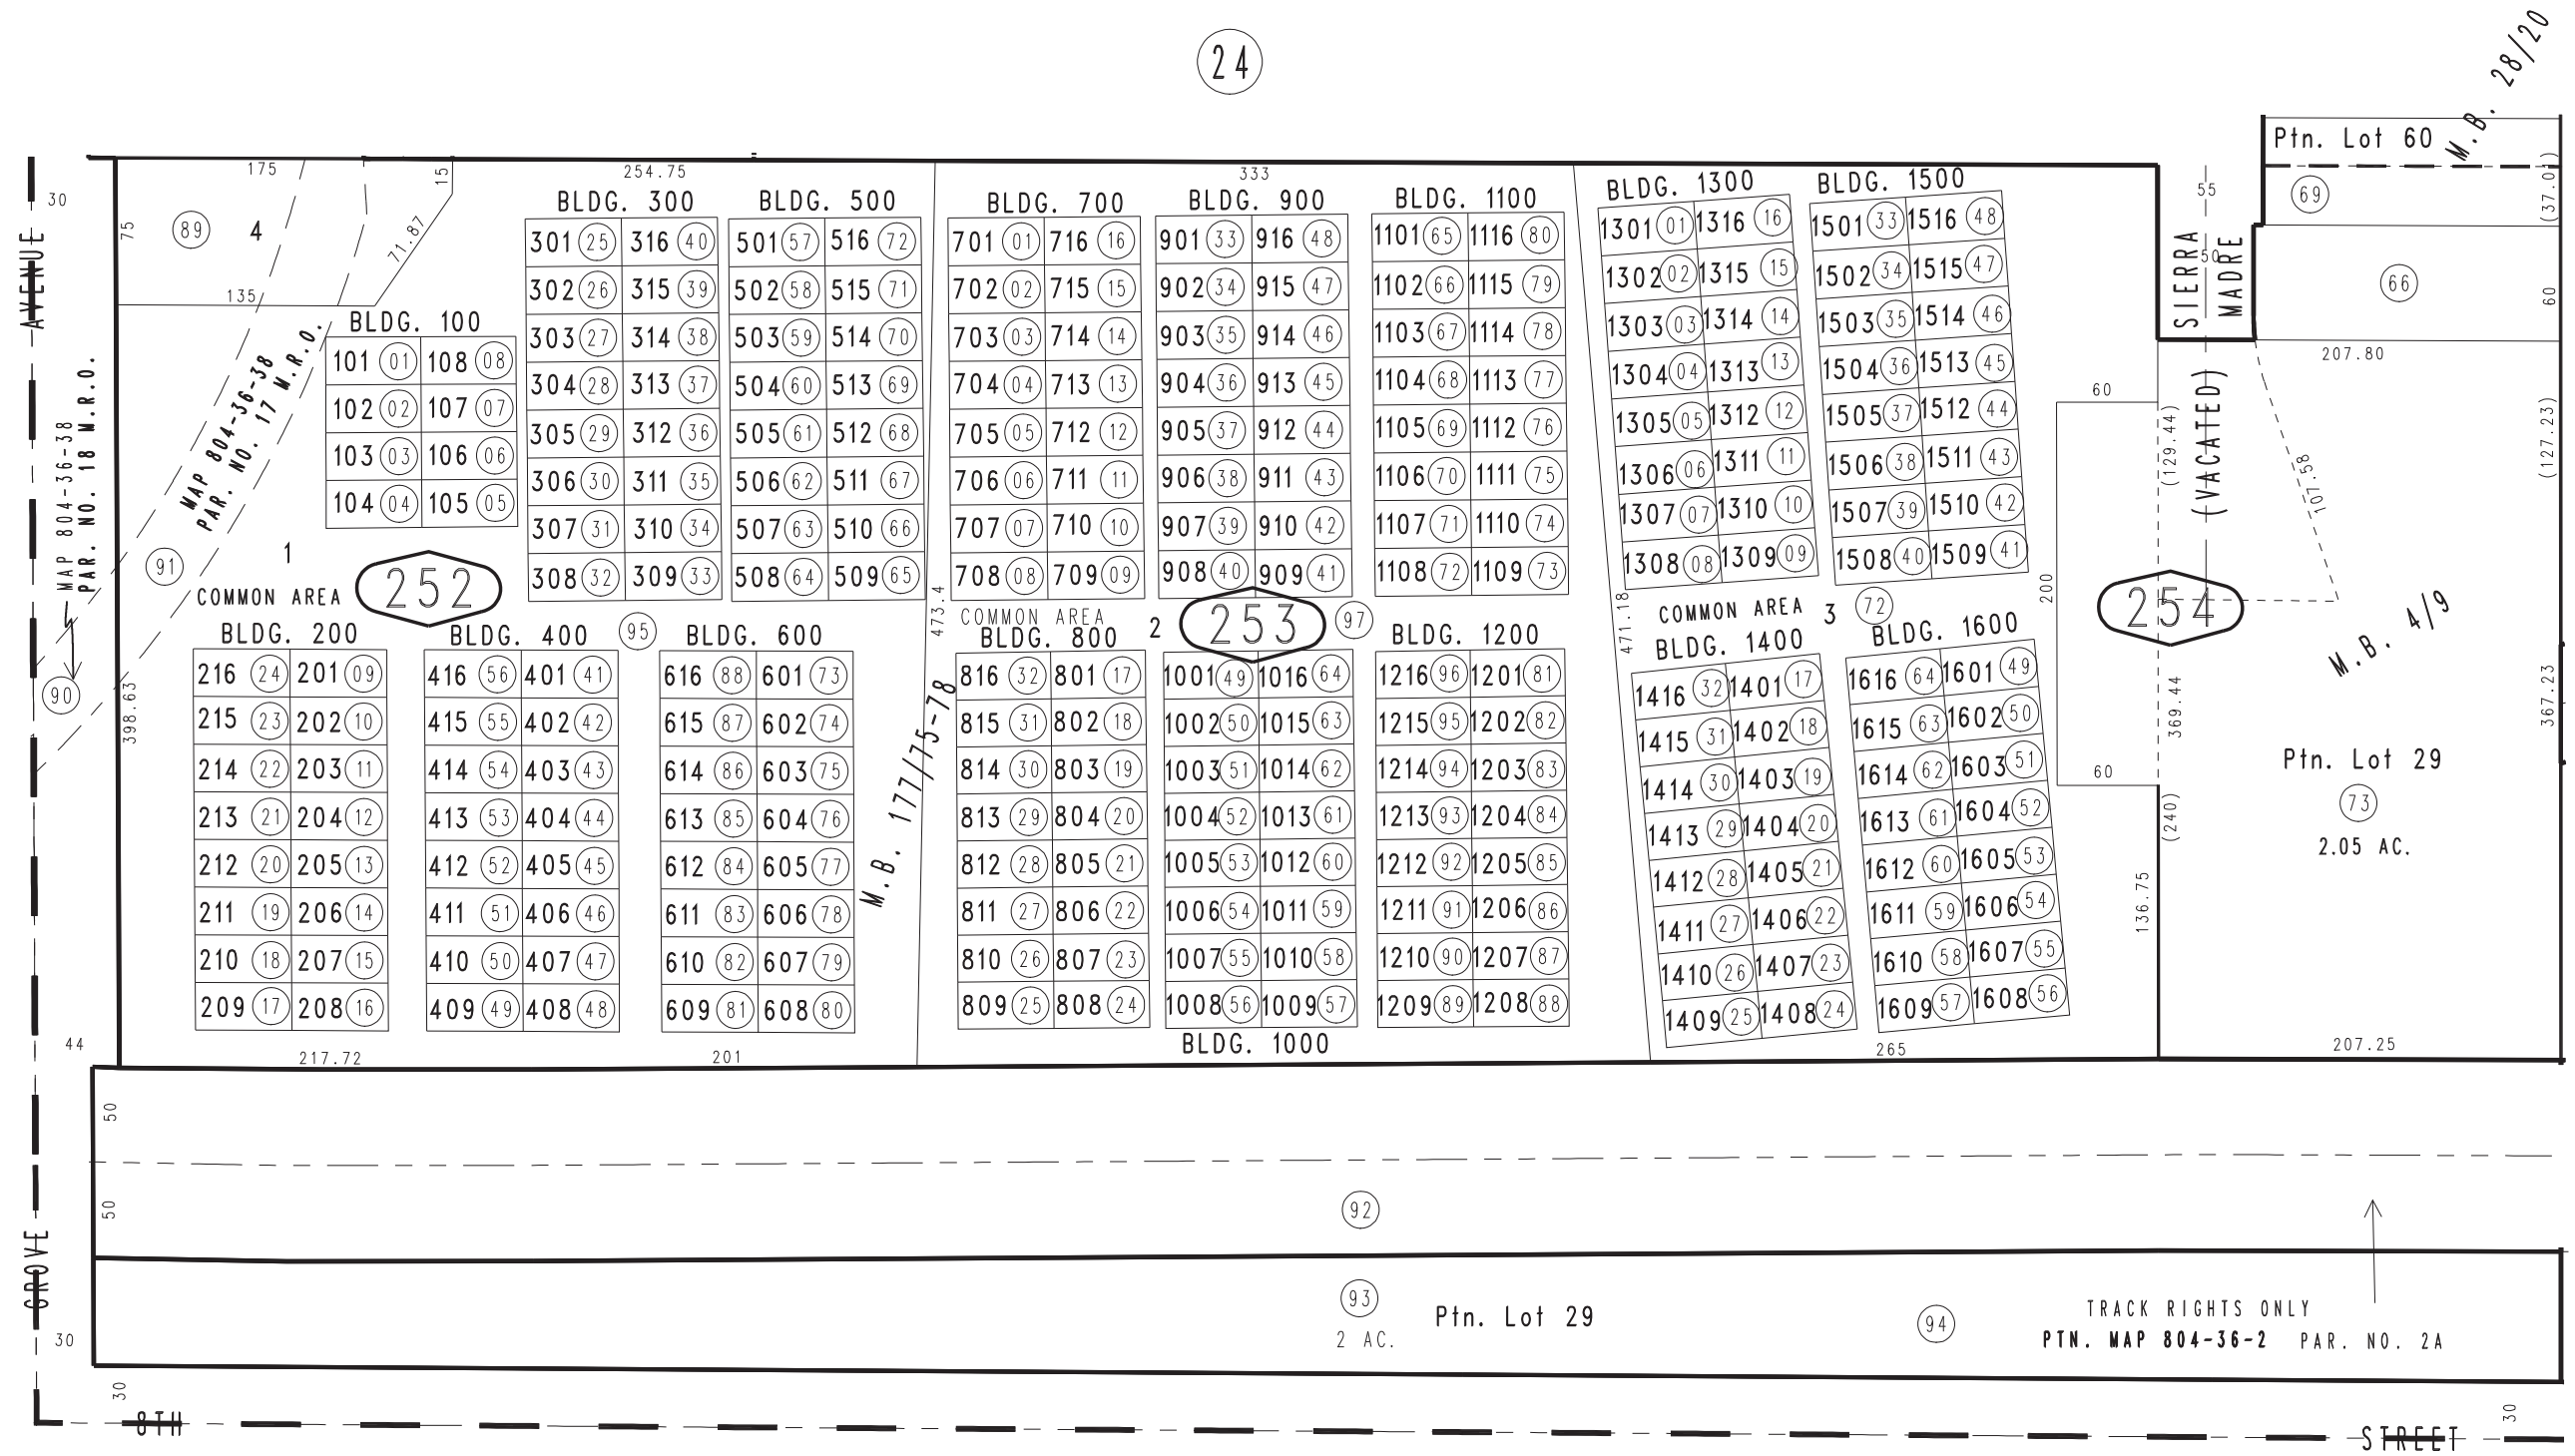 24
M.B. 28/20
Ptn. Lot 60
(37.01)
69
55
50
SIERRA
MADRE
(VACATED)
66
60
207.80
30
AVENUE
175
75
89 4
15
71.87
135
254.75
333
MAP 804-36-38
PAR. NO. 18 M.R.O.
MAP 804-36-38
PAR. NO. 17 M.R.O.
BLDG. 100
101 01 108 08
102 02 107 07
103 03 106 06
104 04 105 05
BLDG. 300
301 25 316 40
302 26 315 39
303 27 314 38
304 28 313 37
305 29 312 36
306 30 311 35
307 31 310 34
308 32 309 33
BLDG. 500
501 57 516 72
502 58 515 71
503 59 514 70
504 60 513 69
505 61 512 68
506 62 511 67
507 63 510 66
508 64 509 65
BLDG. 700
701 01 716 16
702 02 715 15
703 03 714 14
704 04 713 13
705 05 712 12
706 06 711 11
707 07 710 10
708 08 709 09
BLDG. 900
901 33 916 48
902 34 915 47
903 35 914 46
904 36 913 45
905 37 912 44
906 38 911 43
907 39 910 42
908 40 909 41
BLDG. 1100
1101 65 1116 80
1102 66 1115 79
1103 67 1114 78
1104 68 1113 77
1105 69 1112 76
1106 70 1111 75
1107 71 1110 74
1108 72 1109 73
BLDG. 1300
1301 01 1316 16
1302 02 1315 15
1303 03 1314 14
1304 04 1313 13
1305 05 1312 12
1306 06 1311 11
1307 07 1310 10
1308 08 1309 09
BLDG. 1500
1501 33 1516 48
1502 34 1515 47
1503 35 1514 46
1504 36 1513 45
1505 37 1512 44
1506 38 1511 43
1507 39 1510 42
1508 40 1509 41
91
1
COMMON AREA
252
95
473.4
COMMON AREA
2
253
97
471.18
COMMON AREA 3 72
60
(129.44)
200
107.58
(127.23)
254
M.B. 4/9
90
398.63
BLDG. 200
216 24 201 09
215 23 202 10
214 22 203 11
213 21 204 12
212 20 205 13
211 19 206 14
210 18 207 15
209 17 208 16
BLDG. 400
416 56 401 41
415 55 402 42
414 54 403 43
413 53 404 44
412 52 405 45
411 51 406 46
410 50 407 47
409 49 408 48
BLDG. 600
616 88 601 73
615 87 602 74
614 86 603 75
613 85 604 76
612 84 605 77
611 83 606 78
610 82 607 79
609 81 608 80
M.B. 177/75-78
BLDG. 800
816 32 801 17
815 31 802 18
814 30 803 19
813 29 804 20
812 28 805 21
811 27 806 22
810 26 807 23
809 25 808 24
1001 49 1016 64
1002 50 1015 63
1003 51 1014 62
1004 52 1013 61
1005 53 1012 60
1006 54 1011 59
1007 55 1010 58
1008 56 1009 57
BLDG. 1000
BLDG. 1200
1216 96 1201 81
1215 95 1202 82
1214 94 1203 83
1213 93 1204 84
1212 92 1205 85
1211 91 1206 86
1210 90 1207 87
1209 89 1208 88
BLDG. 1400
1416 32 1401 17
1415 31 1402 18
1414 30 1403 19
1413 29 1404 20
1412 28 1405 21
1411 27 1406 22
1410 26 1407 23
1409 25 1408 24
BLDG. 1600
1616 64 1601 49
1615 63 1602 50
1614 62 1603 51
1613 61 1604 52
1612 60 1605 53
1611 59 1606 54
1610 58 1607 55
1609 57 1608 56
369.44
60
(240)
136.75
367.23
Ptn. Lot 29
73
2.05 AC.
44
217.72
201
265
207.25
50
50
92
GROVE
30
93
2 AC.
Ptn. Lot 29
94
TRACK RIGHTS ONLY
PTN. MAP 804-36-2 PAR. NO. 2A
30
8TH
STREET
30